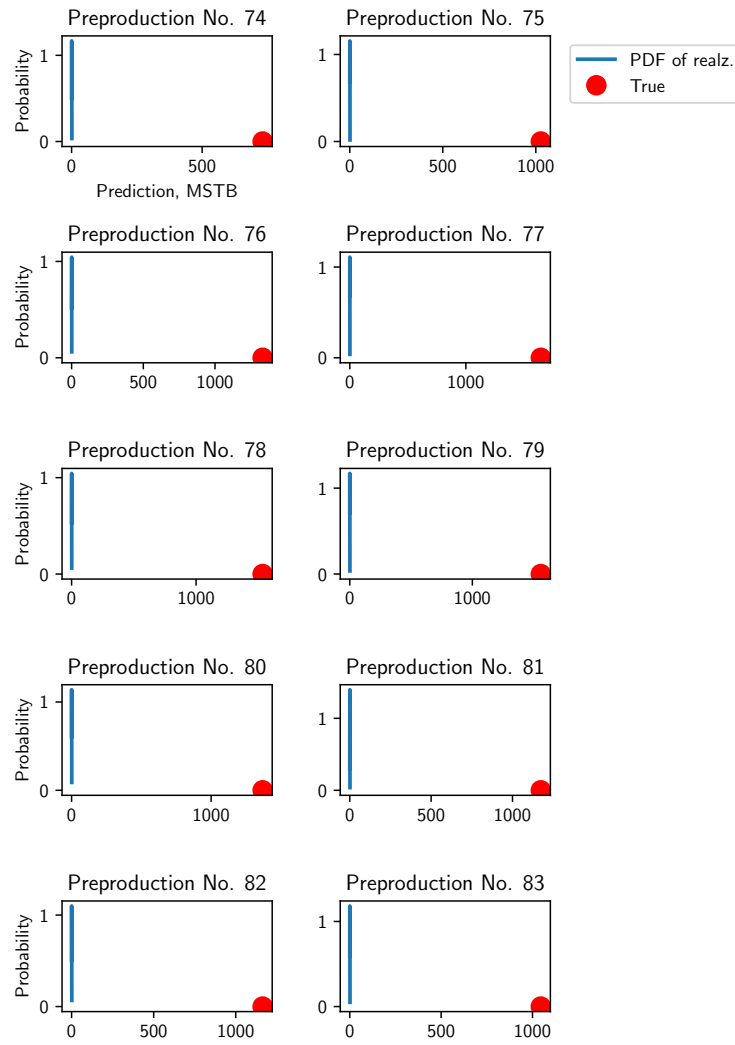 Preproduction No. 74
Preproduction No. 75
Probability
1
0
0
500
Prediction, MSTB
1
0
0
500
1000
PDF of realz.
True
Preproduction No. 76
Preproduction No. 77
Probability
1
0
0
500
1000
1
0
0
1000
Preproduction No. 78
Preproduction No. 79
Probability
1
0
0
1000
1
0
0
1000
Preproduction No. 80
Preproduction No. 81
Probability
1
0
0
1000
1
0
0
500
1000
Preproduction No. 82
Preproduction No. 83
Probability
1
0
0
500
1000
1
0
0
500
1000